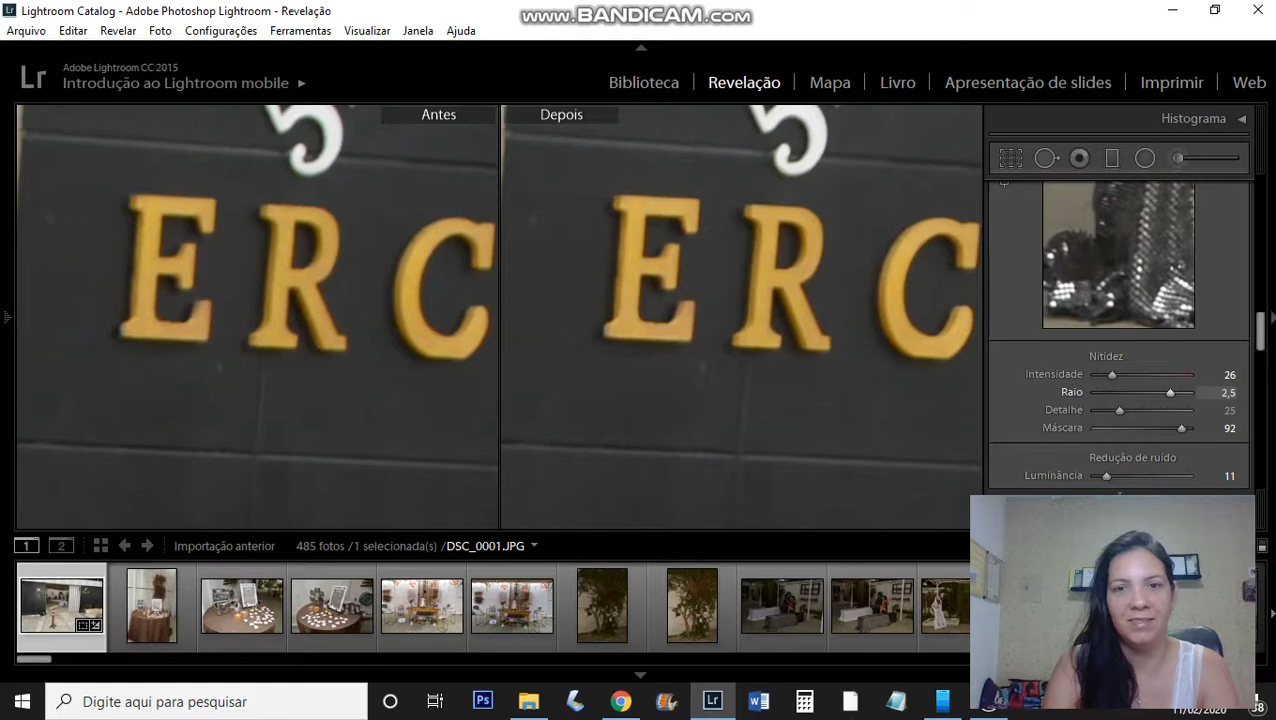 Lightroom Catalog - Adobe Photoshop Lightroom - Revelação
www.BANDICAM.com
Arquivo Editar Revelar Foto Configurações Ferramentas Visualizar Janela Ajuda
Lr
Adobe Lightroom CC 2015
Introdução ao Lightroom mobile
Biblioteca Revelação Mapa Livro Apresentação de slides Imprimir Web
Antes
Depois
Histograma
5
ERC
5
ERC
Nitidez
Intensidade 26
Raio 2,5
Detalhe 25
Máscara 92
Redução de ruído
Luminância 11
1 2 Importação anterior 485 fotos /1 selecionada(s) /DSC_0001.JPG
Digite aqui para pesquisar
Ps
Lr
W
11/02/2020